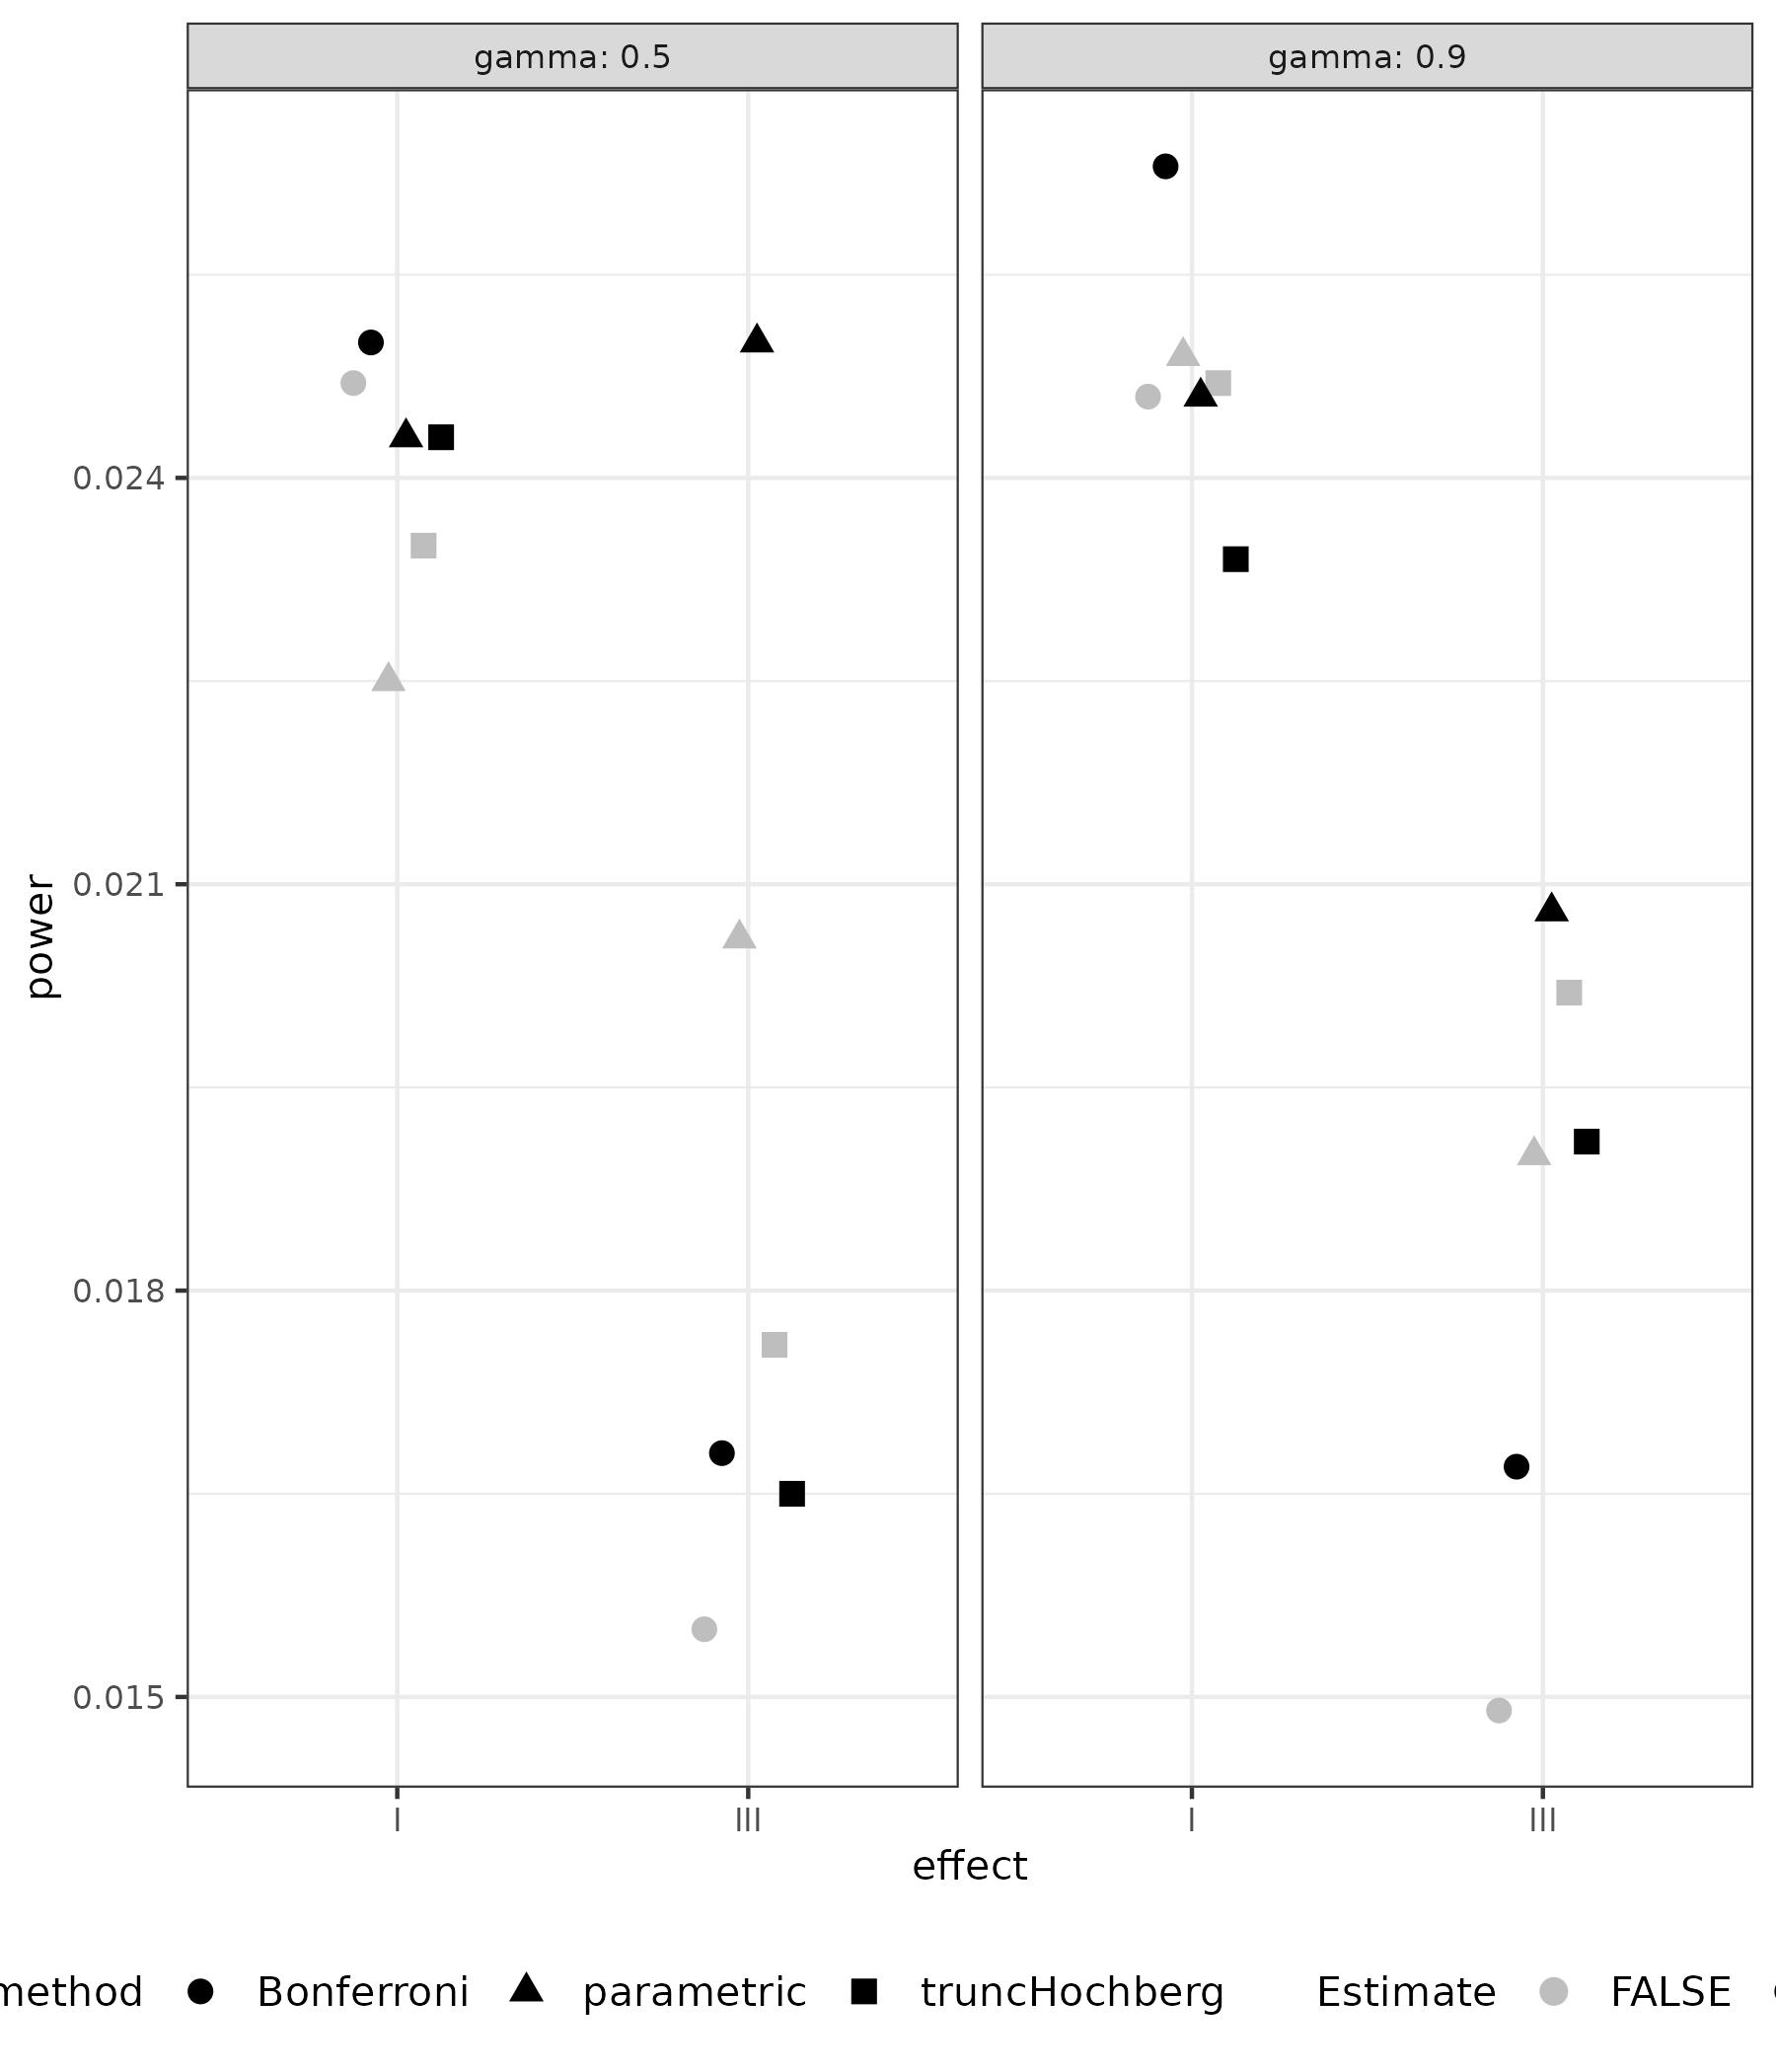 gamma: 0.5
gamma: 0.9
0.024
0.021
0.018
0.015
power
I
III
I
III
effect
method Bonferroni parametric truncHochberg Estimate FALSE